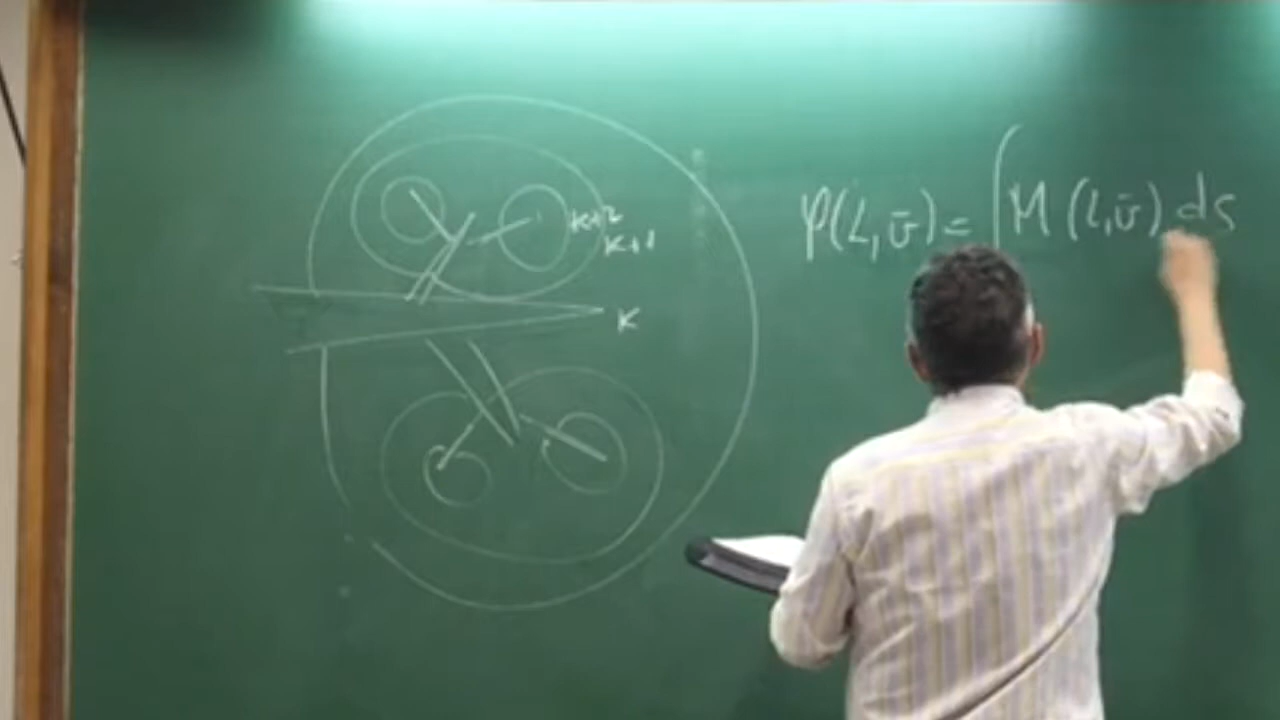 φ(l,ῡ) = ∫ M (l,ῡ) ds
K+2
K+1
K